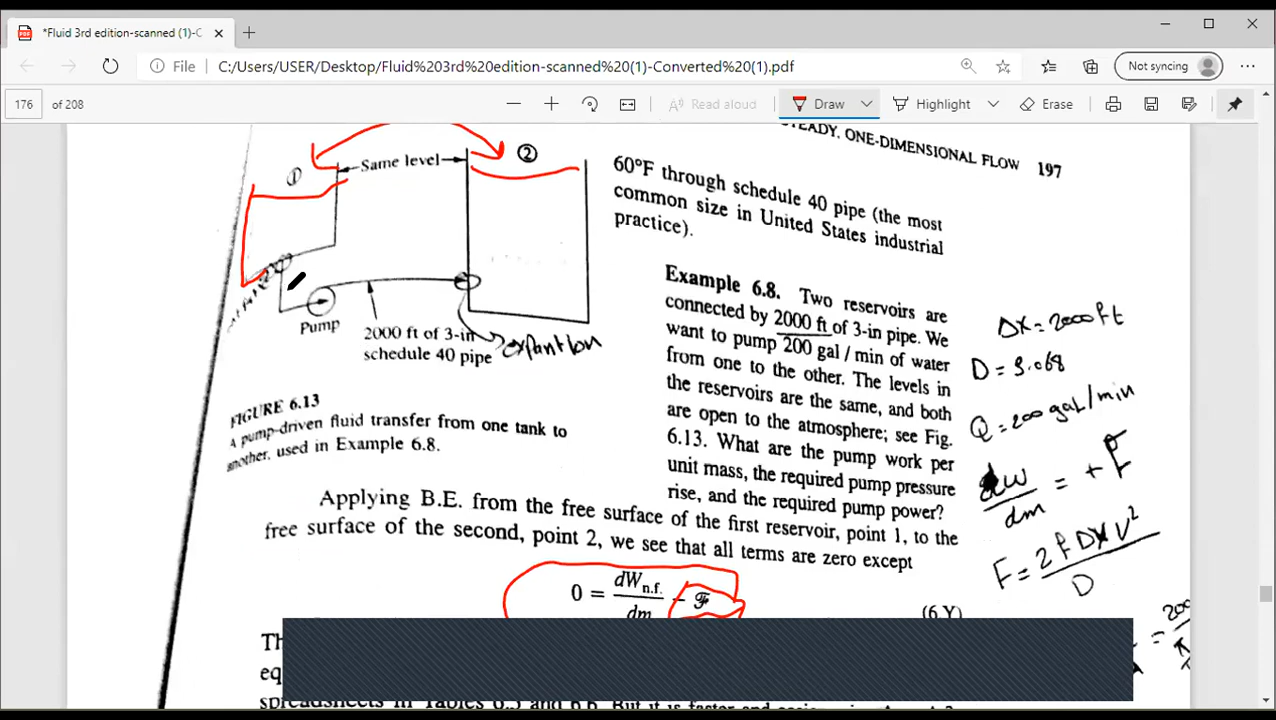 *Fluid 3rd edition-scanned (1)-C
File
C:/Users/USER/Desktop/Fluid%203rd%20edition-scanned%20(1)-Converted%20(1).pdf
Not syncing
176 of 208
Read aloud
Draw
Highlight
Erase
STEADY, ONE-DIMENSIONAL FLOW 197
①
Same level
②
Pump
2000 ft of 3-in
schedule 40 pipe
expantion
FIGURE 6.13
A pump-driven fluid transfer from one tank to
another, used in Example 6.8.
60°F through schedule 40 pipe (the most
common size in United States industrial
practice).
Example 6.8. Two reservoirs are
connected by 2000 ft of 3-in pipe. We
want to pump 200 gal / min of water
from one to the other. The levels in
the reservoirs are the same, and both
are open to the atmosphere; see Fig.
6.13. What are the pump work per
unit mass, the required pump pressure
rise, and the required pump power?
ΔX = 2000 ft
D = 3.068
Q = 200 gal/min
dw/dm = + F
F = 2 f ΔX V²/D
Applying B.E. from the free surface of the first reservoir, point 1, to the
free surface of the second, point 2, we see that all terms are zero except
0 = dWn.f./dm − ℱ
(6.Y)